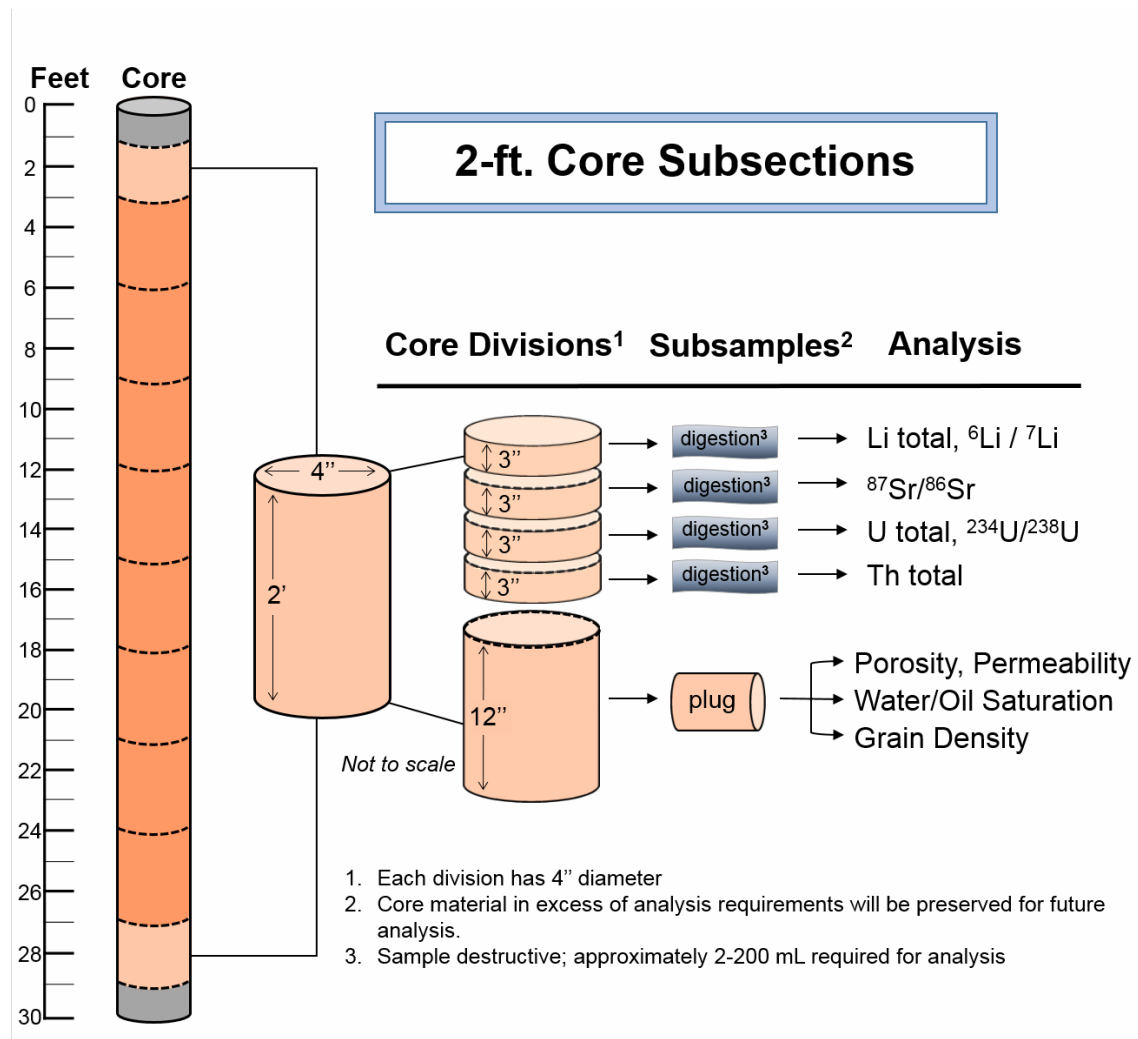 Feet Core
0
2
4
6
8
10
12
14
16
18
20
22
24
26
28
30
2-ft. Core Subsections
Core Divisions¹ Subsamples² Analysis
4’’
2’
3’’
3’’
3’’
3’’
12’’
Not to scale
digestion³
digestion³
digestion³
digestion³
plug
Li total, ⁶Li / ⁷Li
⁸⁷Sr/⁸⁶Sr
U total, ²³⁴U/²³⁸U
Th total
Porosity, Permeability
Water/Oil Saturation
Grain Density
1. Each division has 4’’ diameter
2. Core material in excess of analysis requirements will be preserved for future
analysis.
3. Sample destructive; approximately 2-200 mL required for analysis